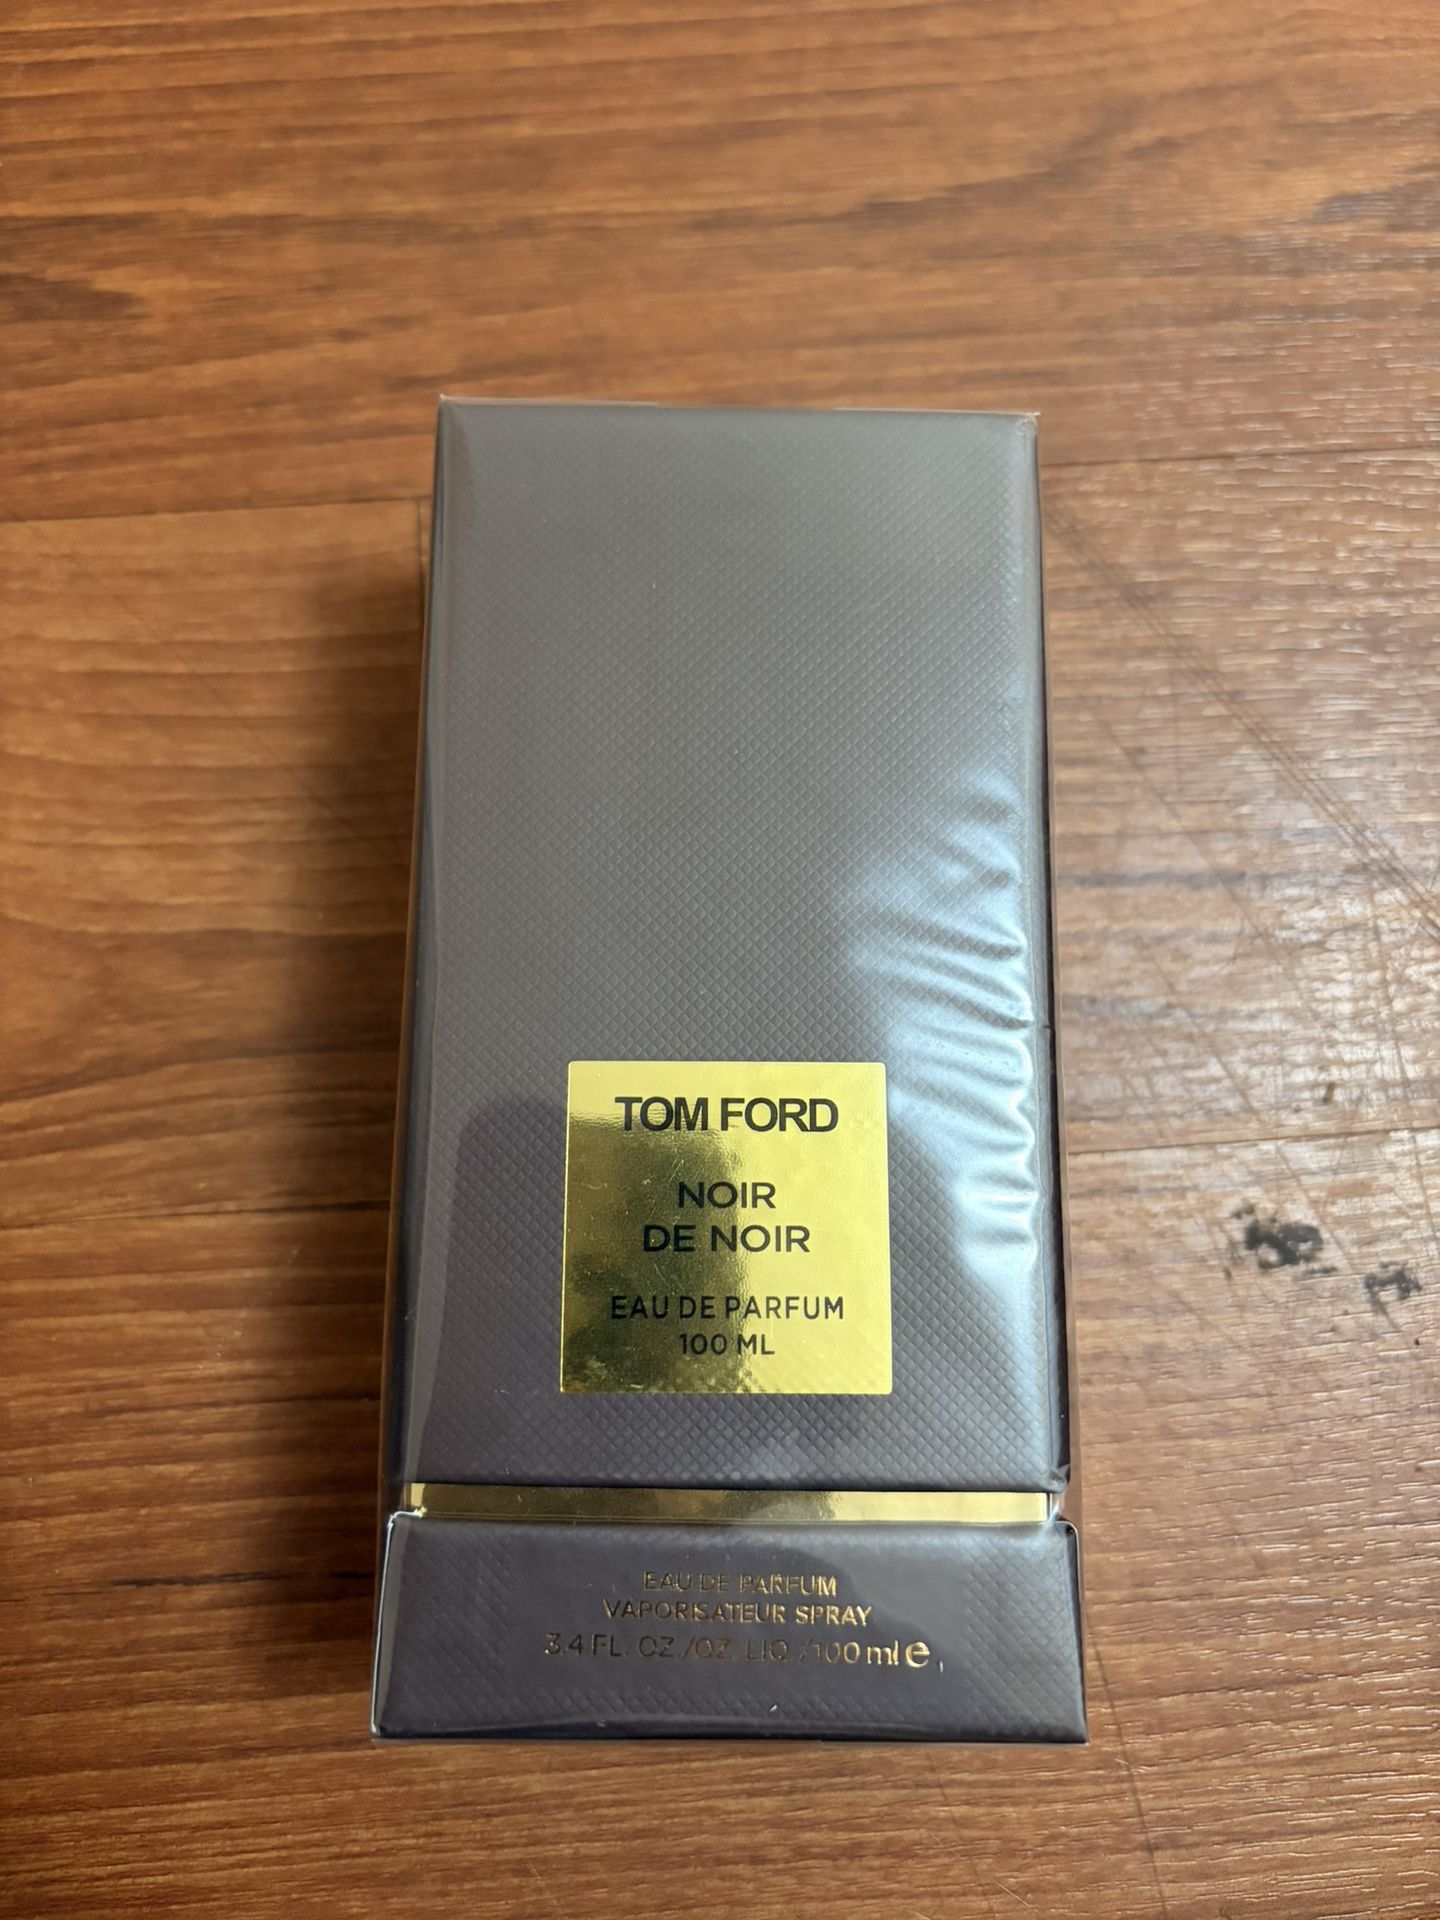 TOM FORD
NOIR
DE NOIR
EAU DE PARFUM
100 ML
EAU DE PARFUM
VAPORISATEUR SPRAY
3.4 FL. OZ./OZ. LIQ./100 ml e